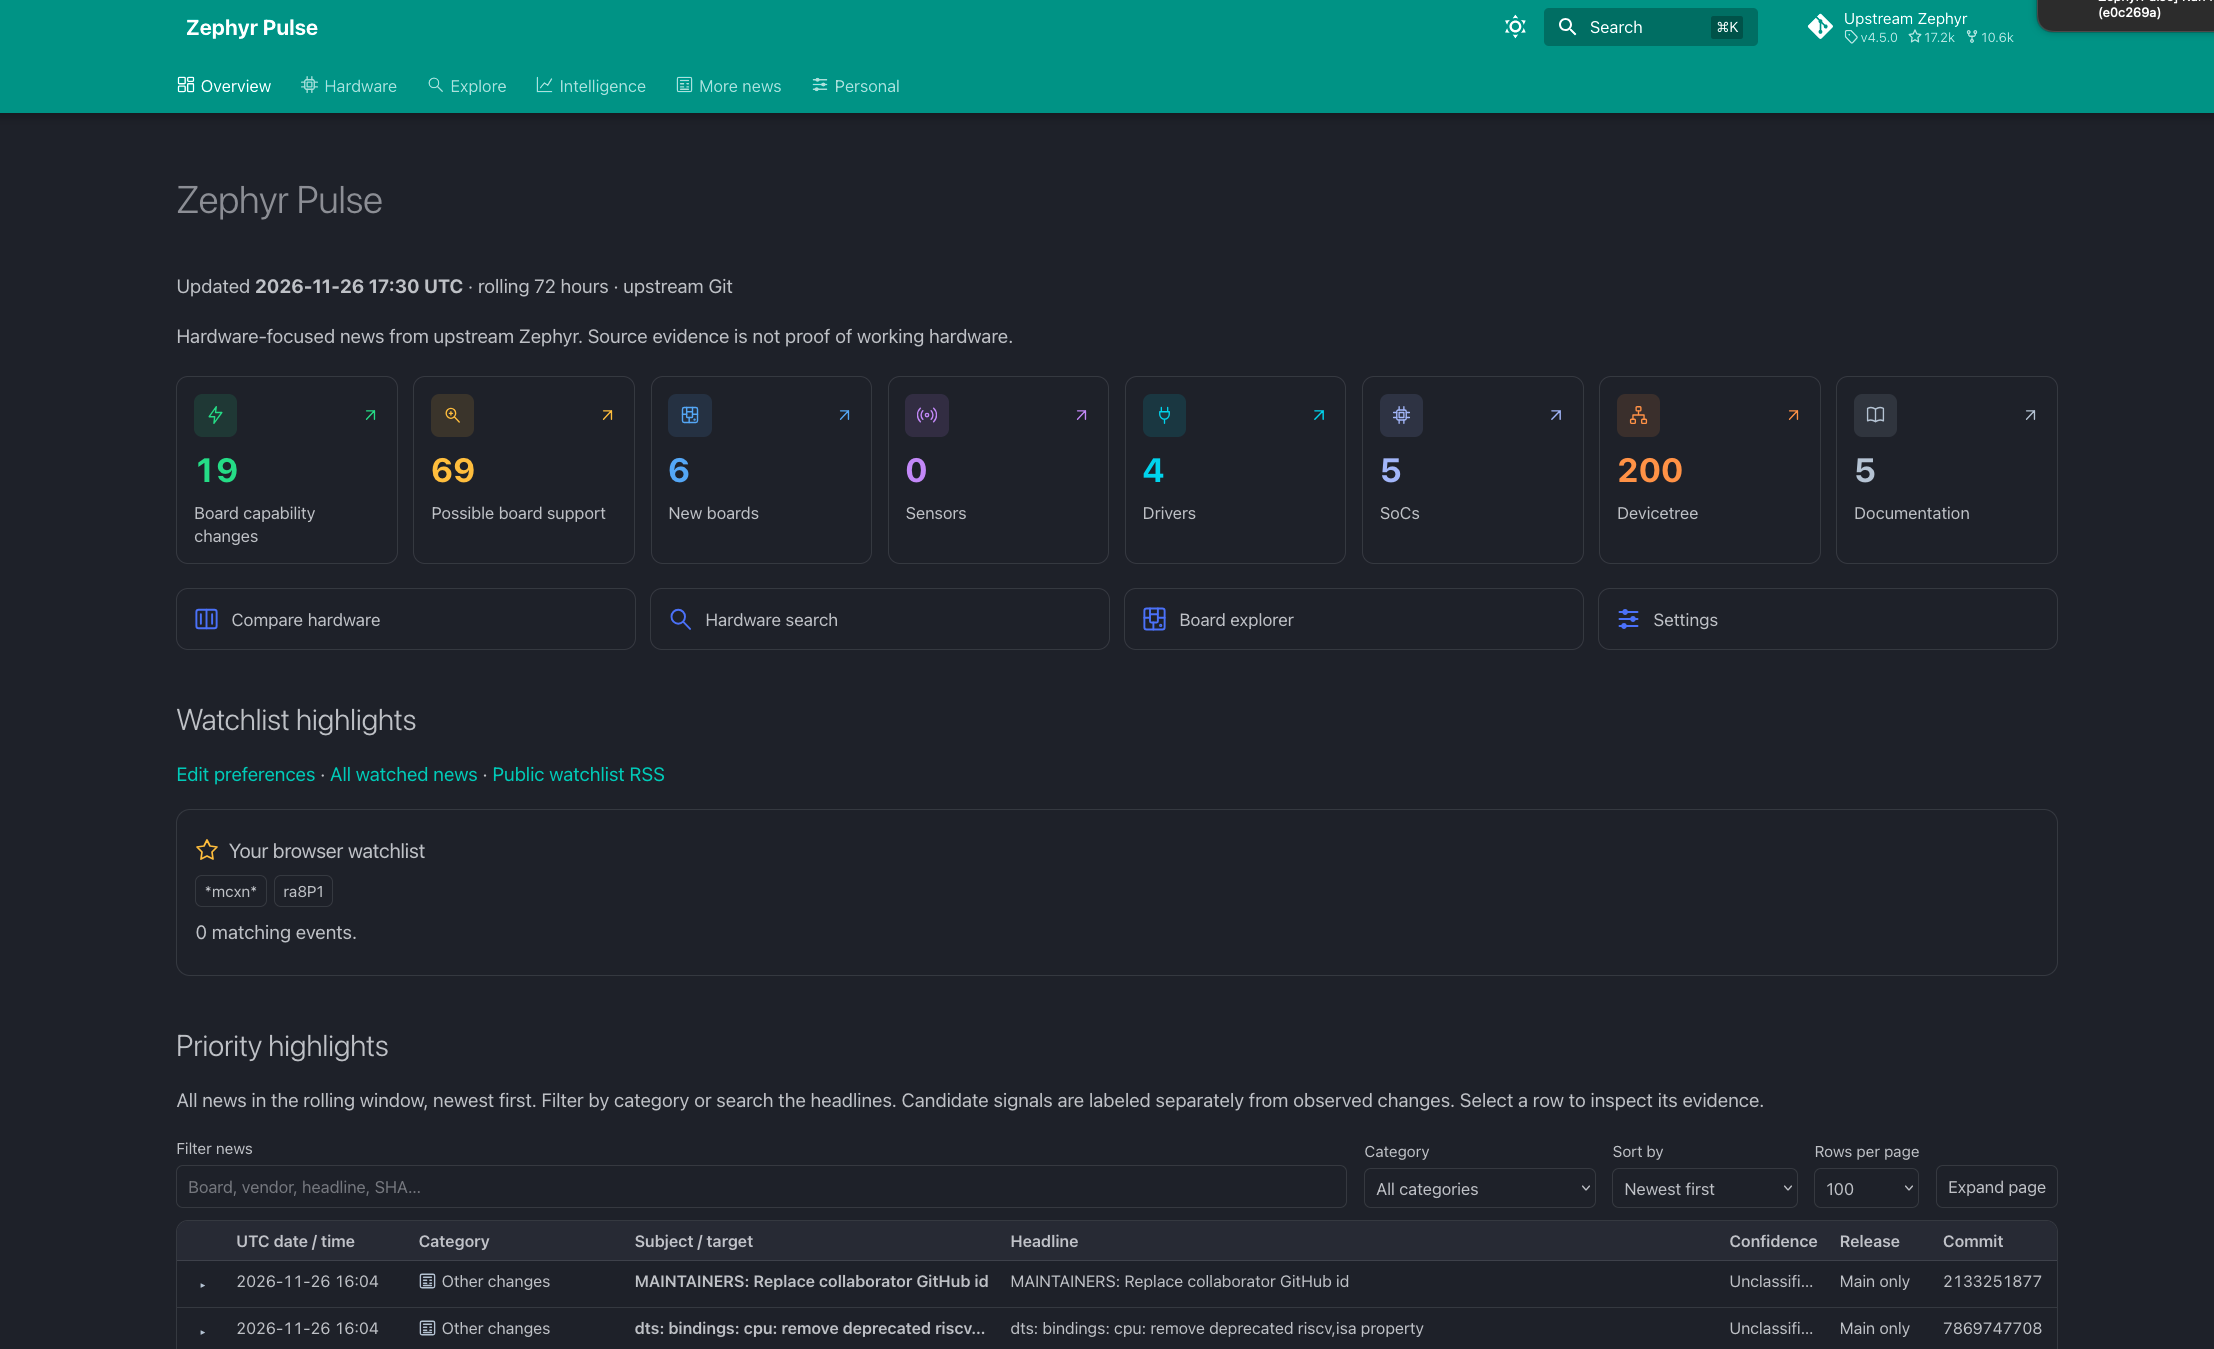 Zephyr Pulse
Search ⌘K
Upstream Zephyr
v4.5.0 17.2k 10.6k
(e0c269a)
Overview Hardware Explore Intelligence More news Personal
Zephyr Pulse
Updated 2026-11-26 17:30 UTC · rolling 72 hours · upstream Git
Hardware-focused news from upstream Zephyr. Source evidence is not proof of working hardware.
19
Board capability
changes
69
Possible board support
6
New boards
0
Sensors
4
Drivers
5
SoCs
200
Devicetree
5
Documentation
Compare hardware
Hardware search
Board explorer
Settings
Watchlist highlights
Edit preferences · All watched news · Public watchlist RSS
Your browser watchlist
*mcxn* ra8P1
0 matching events.
Priority highlights
All news in the rolling window, newest first. Filter by category or search the headlines. Candidate signals are labeled separately from observed changes. Select a row to inspect its evidence.
Filter news
Board, vendor, headline, SHA...
Category
All categories
Sort by
Newest first
Rows per page
100
Expand page
UTC date / time Category Subject / target Headline Confidence Release Commit
2026-11-26 16:04 Other changes MAINTAINERS: Replace collaborator GitHub id MAINTAINERS: Replace collaborator GitHub id Unclassifi... Main only 2133251877
2026-11-26 16:04 Other changes dts: bindings: cpu: remove deprecated riscv... dts: bindings: cpu: remove deprecated riscv,isa property Unclassifi... Main only 7869747708